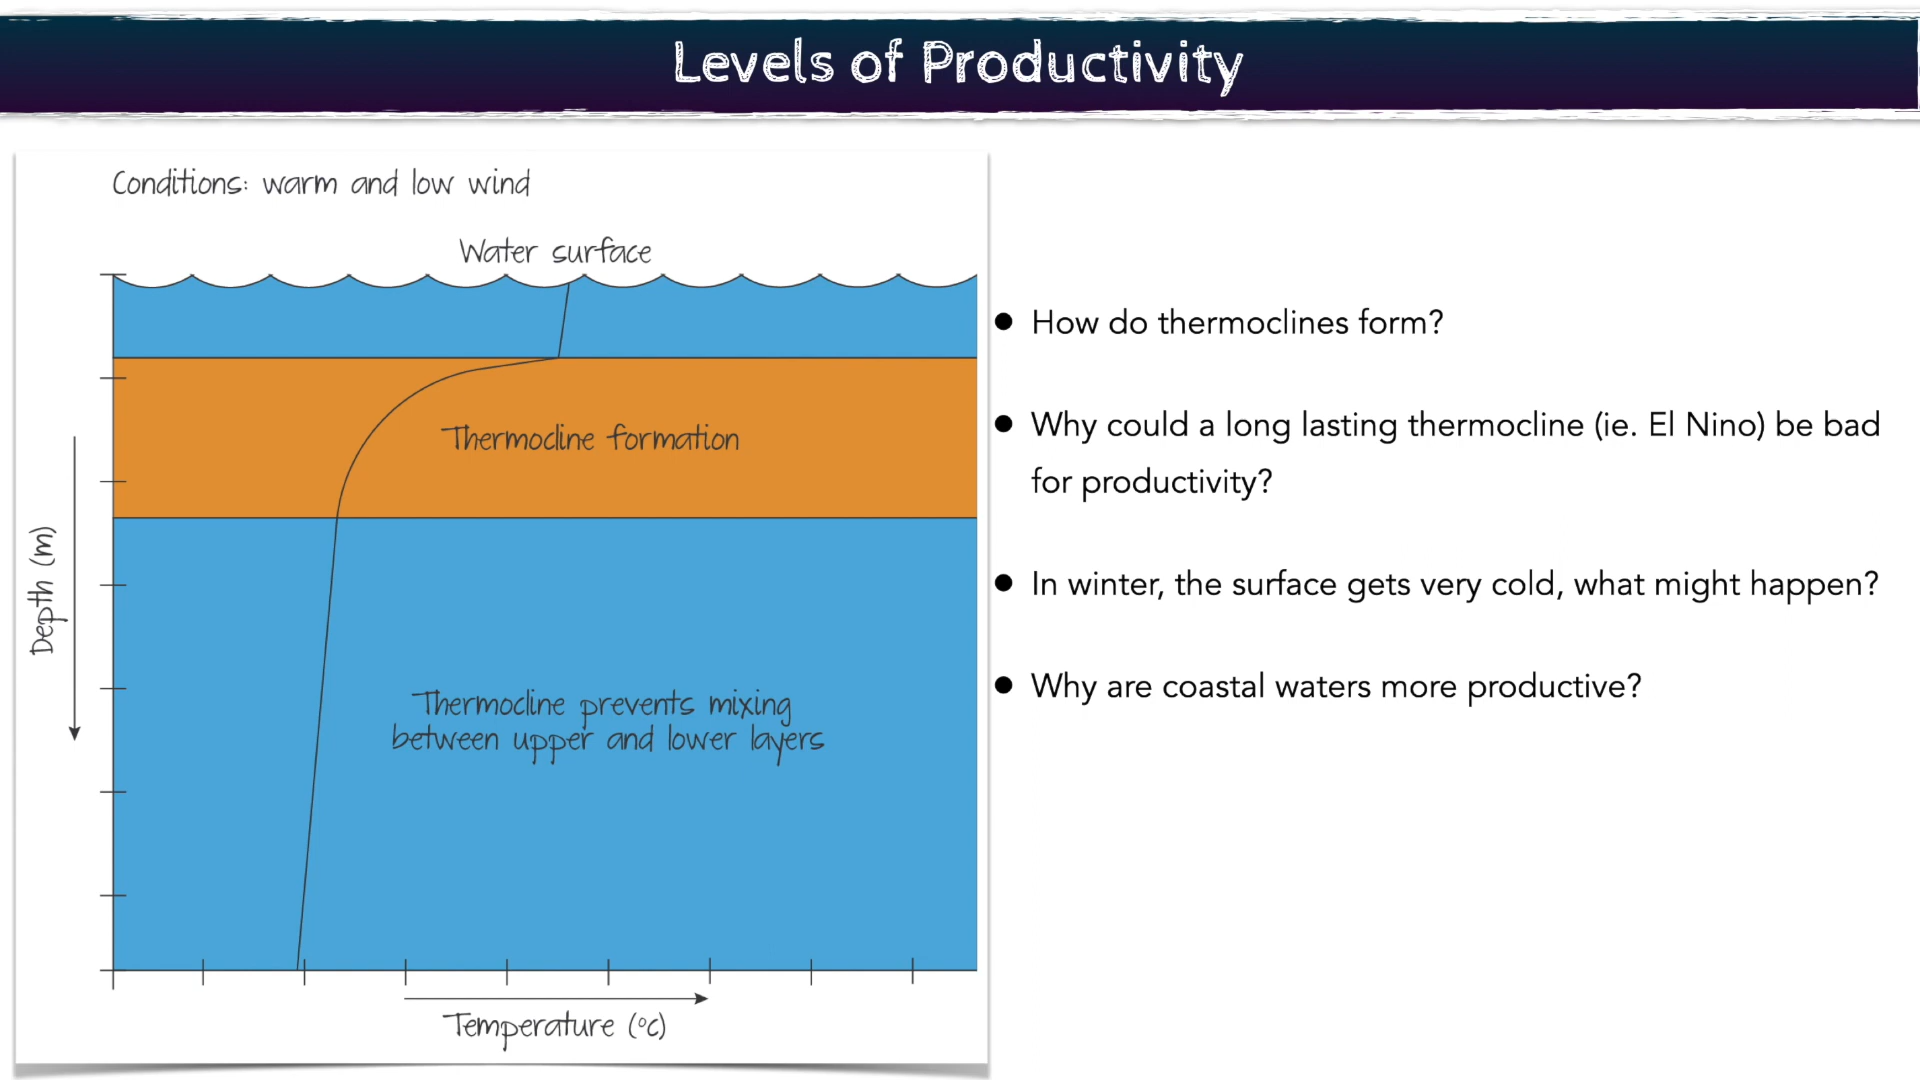 Levels of Productivity
Conditions: warm and low wind
Water surface
Thermocline formation
Depth (m)
Thermocline prevents mixing
between upper and lower layers
Temperature (°c)
● How do thermoclines form?
● Why could a long lasting thermocline (ie. El Nino) be bad
for productivity?
● In winter, the surface gets very cold, what might happen?
● Why are coastal waters more productive?